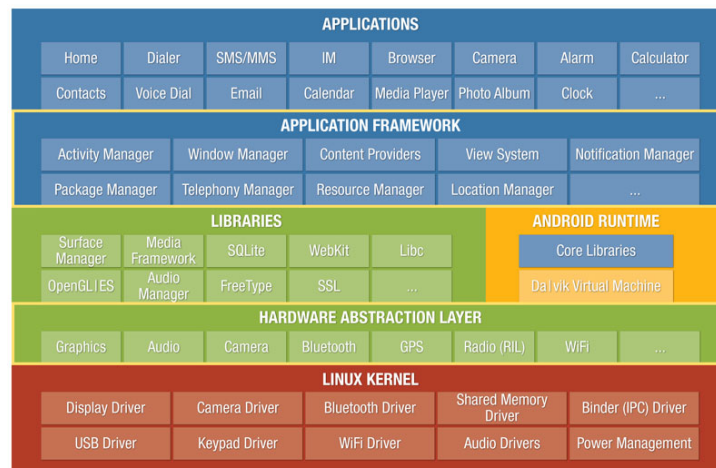 APPLICATIONS
Home Dialer SMS/MMS IM Browser Camera Alarm Calculator
Contacts Voice Dial Email Calendar Media Player Photo Album Clock ...
APPLICATION FRAMEWORK
Activity Manager Window Manager Content Providers View System Notification Manager
Package Manager Telephony Manager Resource Manager Location Manager ...
LIBRARIES
Surface Manager Media Framework SQLite WebKit Libc
OpenGL|ES Audio Manager FreeType SSL ...
ANDROID RUNTIME
Core Libraries
Dalvik Virtual Machine
HARDWARE ABSTRACTION LAYER
Graphics Audio Camera Bluetooth GPS Radio (RIL) WiFi ...
LINUX KERNEL
Display Driver Camera Driver Bluetooth Driver Shared Memory Driver Binder (IPC) Driver
USB Driver Keypad Driver WiFi Driver Audio Drivers Power Management